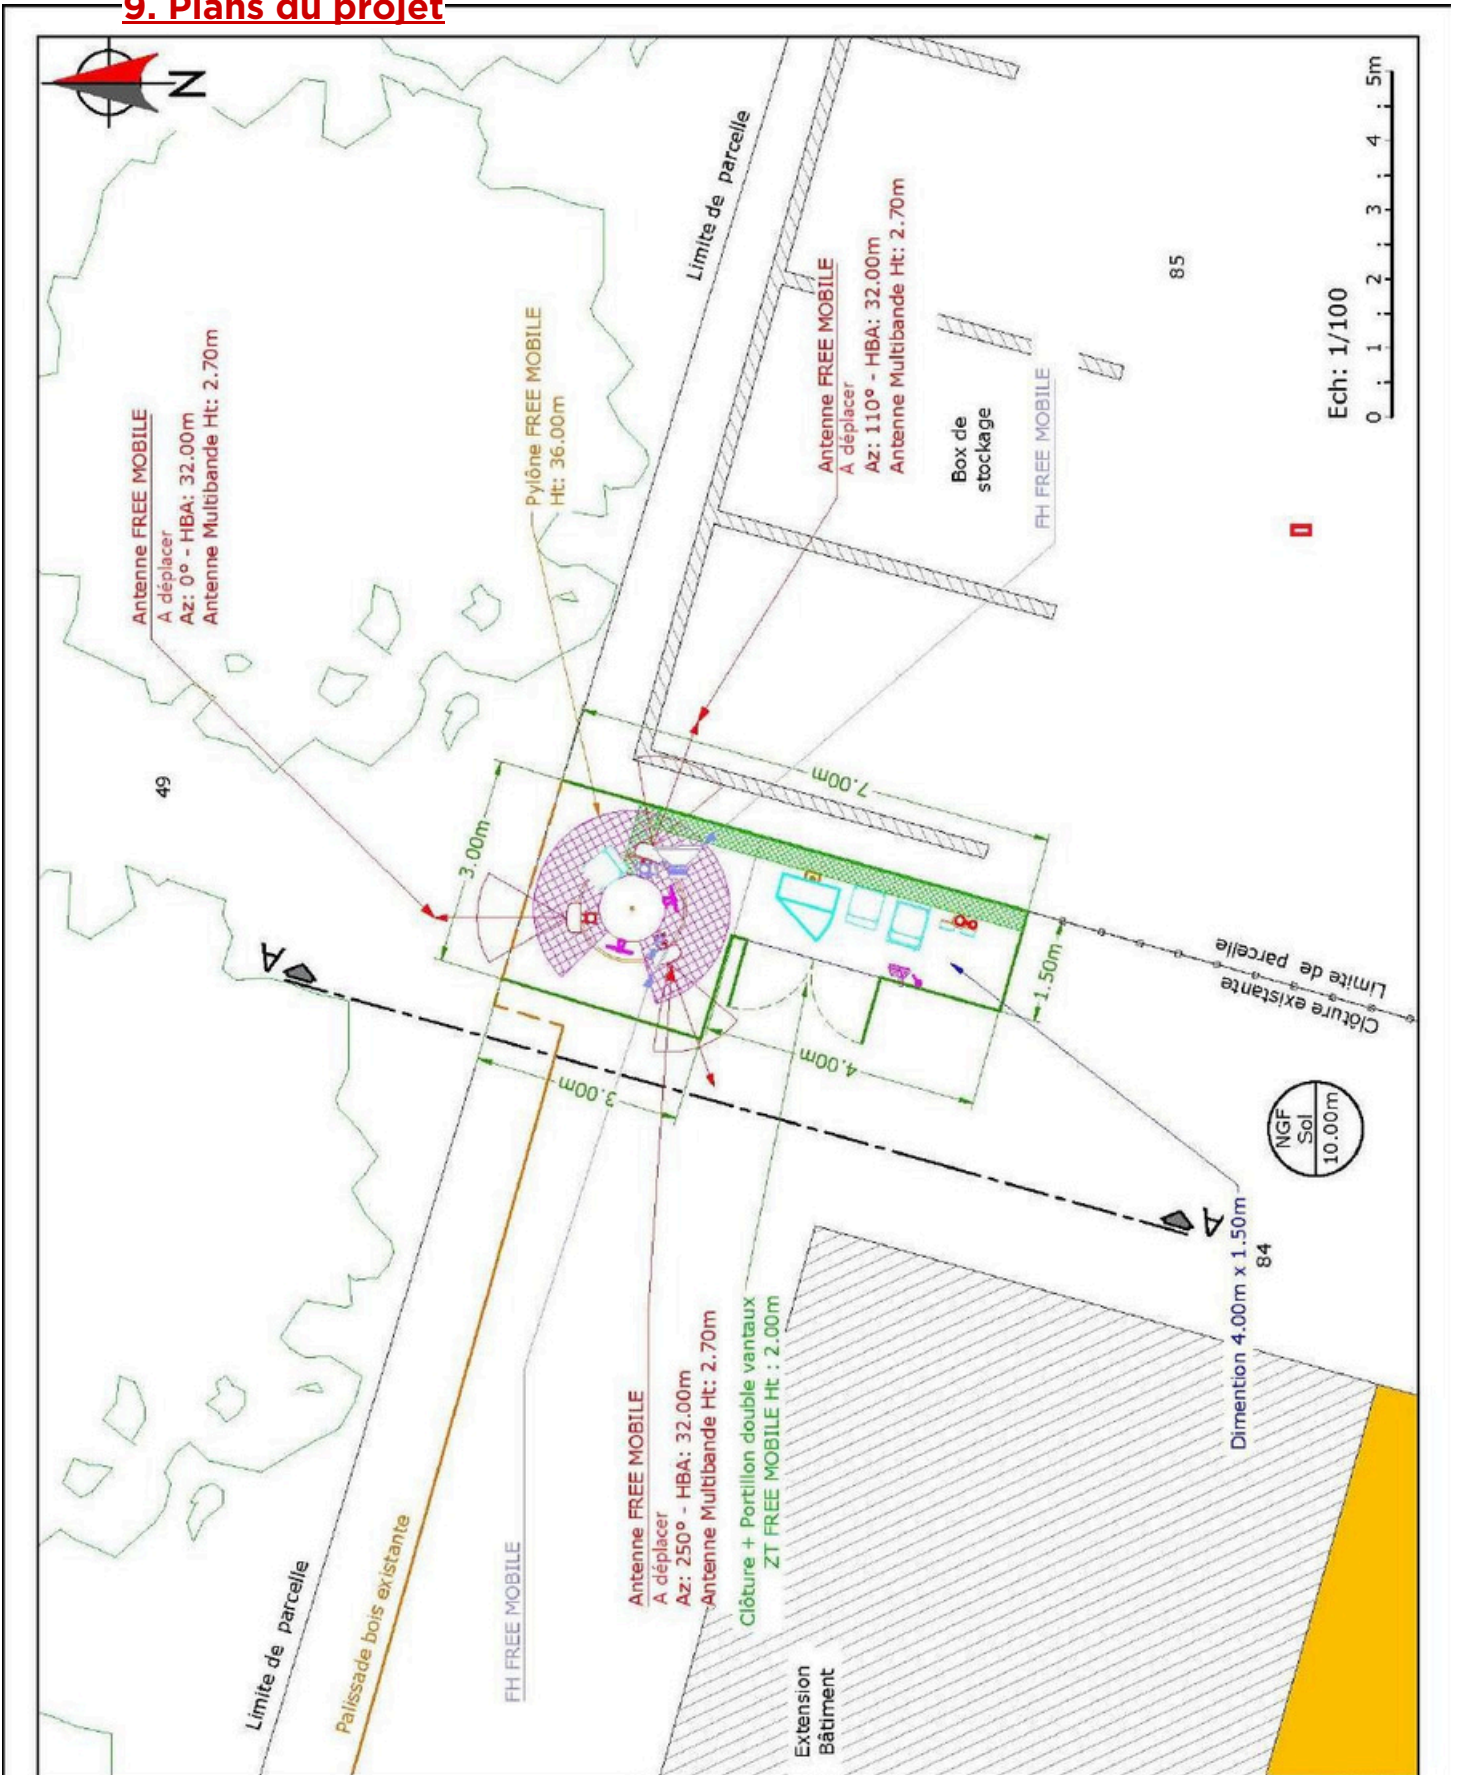 9. Plans du projet
N
Limite de parcelle
Antenne FREE MOBILE
A déplacer
Az: 0° - HBA: 32.00m
Antenne Multibande Ht: 2.70m
Pylône FREE MOBILE
Ht: 36.00m
Antenne FREE MOBILE
A déplacer
Az: 110° - HBA: 32.00m
Antenne Multibande Ht: 2.70m
85
Box de
stockage
FH FREE MOBILE
Ech: 1/100
0 1 2 3 4 5m
49
3.00m
7.00m
A
1.50m
4.00m
3.00m
Limite de parcelle
Clôture existante
NGF
Sol
10.00m
A
84
Dimention 4.00m x 1.50m
Clôture + Portillon double vantaux
ZT FREE MOBILE Ht : 2.00m
Antenne FREE MOBILE
A déplacer
Az: 250° - HBA: 32.00m
Antenne Multibande Ht: 2.70m
FH FREE MOBILE
Palissade bois existante
Limite de parcelle
Extension
Bâtiment